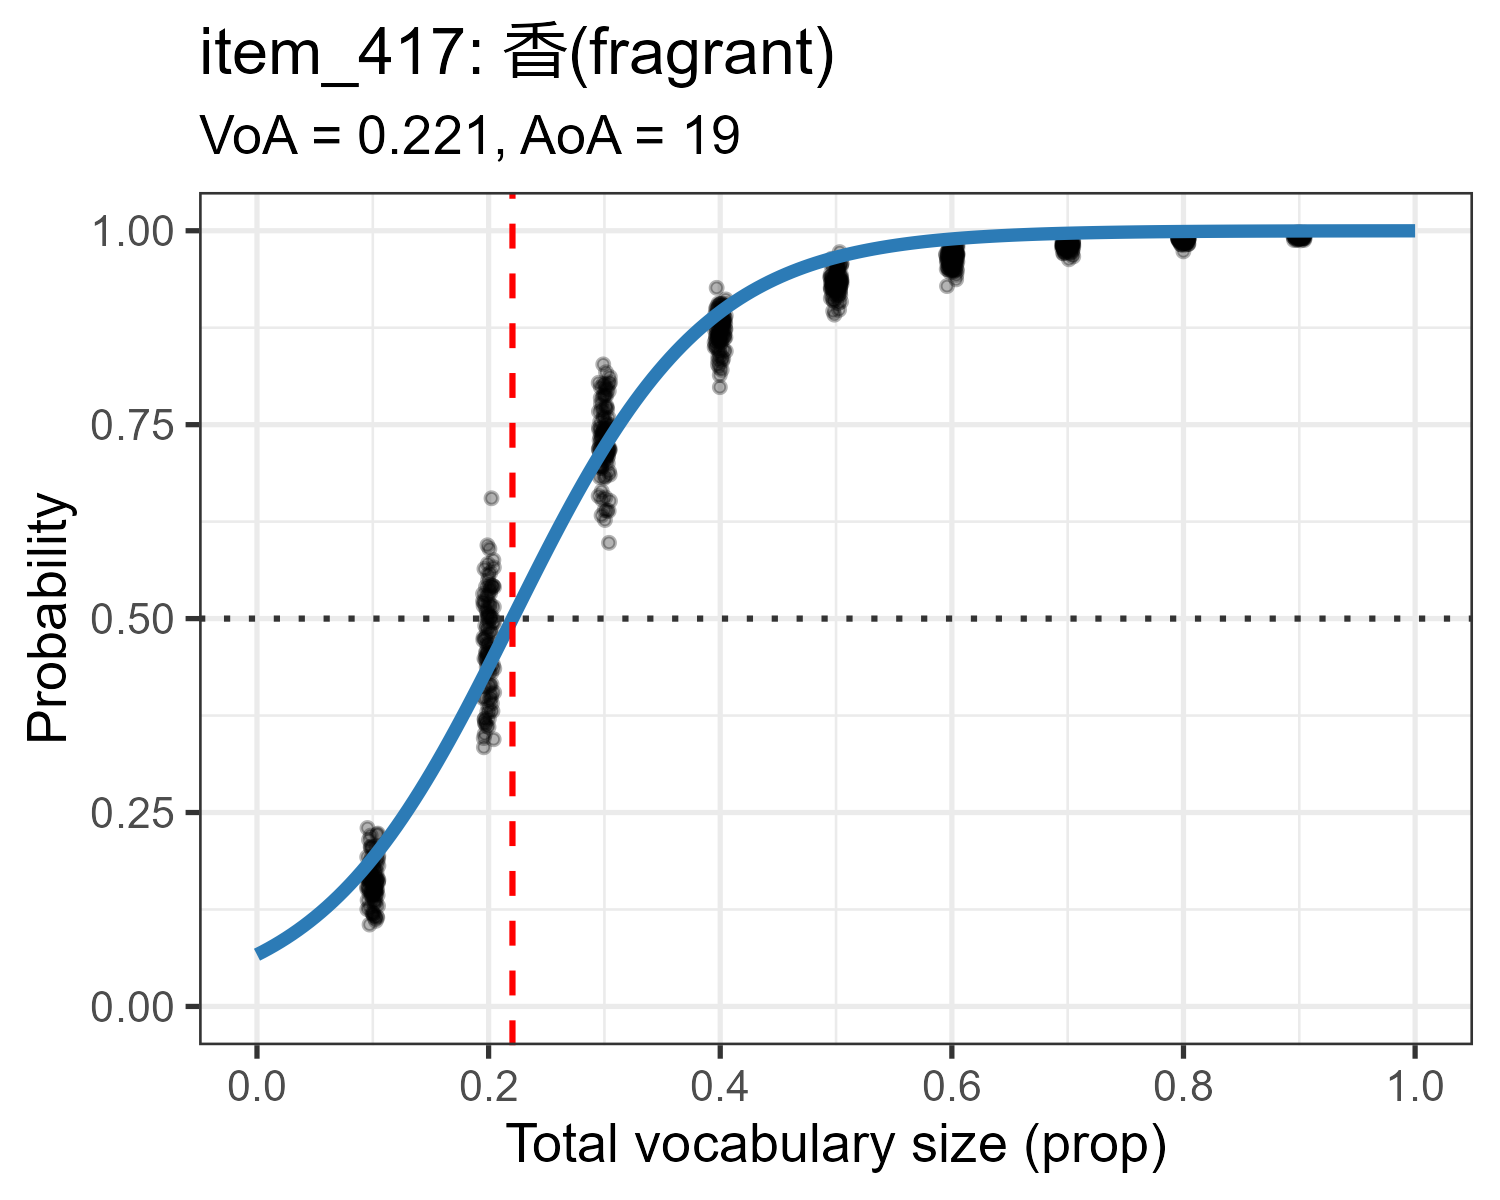 item_417: 香(fragrant)
VoA = 0.221, AoA = 19
1.00
0.75
0.50
0.25
0.00
Probability
0.0 0.2 0.4 0.6 0.8 1.0
Total vocabulary size (prop)